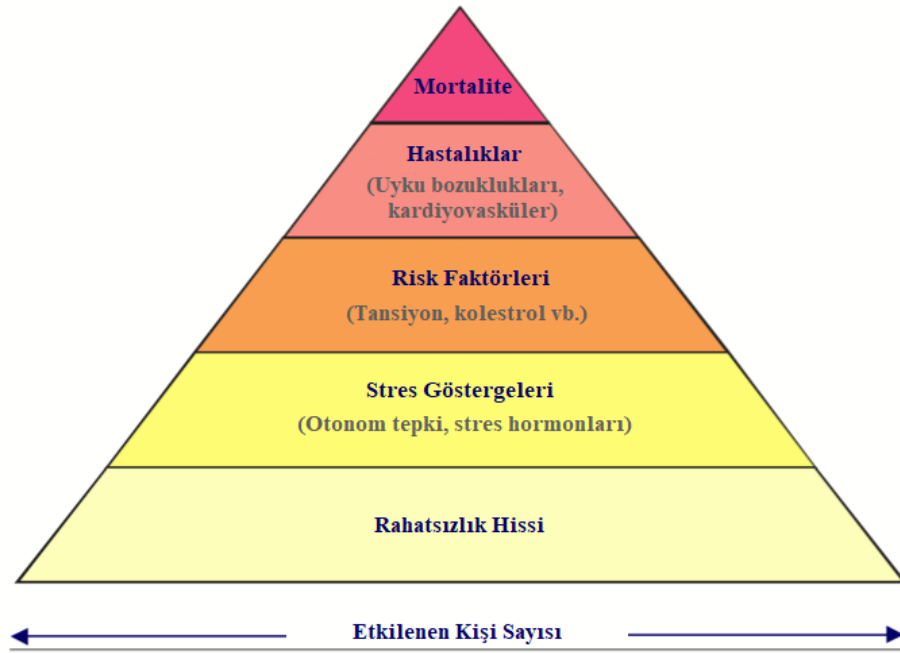 Mortalite
Hastalıklar
(Uyku bozuklukları,
kardiyovasküler)
Risk Faktörleri
(Tansiyon, kolestrol vb.)
Stres Göstergeleri
(Otonom tepki, stres hormonları)
Rahatsızlık Hissi
Etkilenen Kişi Sayısı